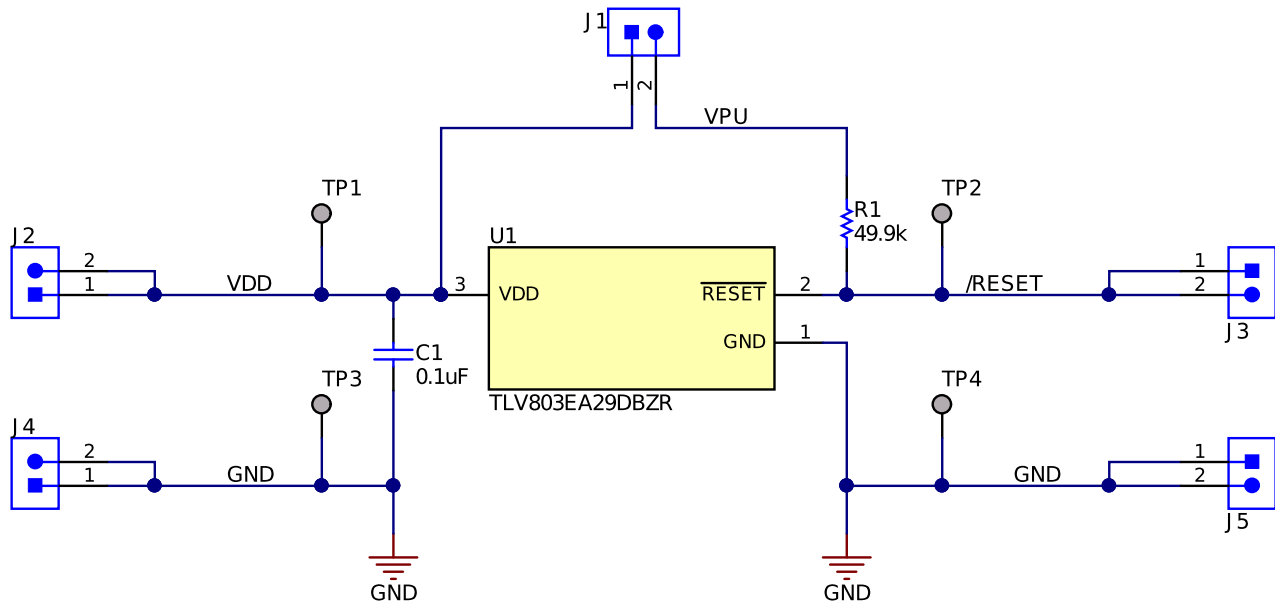 J1
1
2
VPU
TP1
TP2
R1
49.9k
J2
2
1
VDD
U1
3
VDD
RESET
2
GND
1
/RESET
1
2
J3
C1
0.1uF
TLV803EA29DBZR
TP3
TP4
J4
2
1
GND
GND
1
2
J5
GND
GND